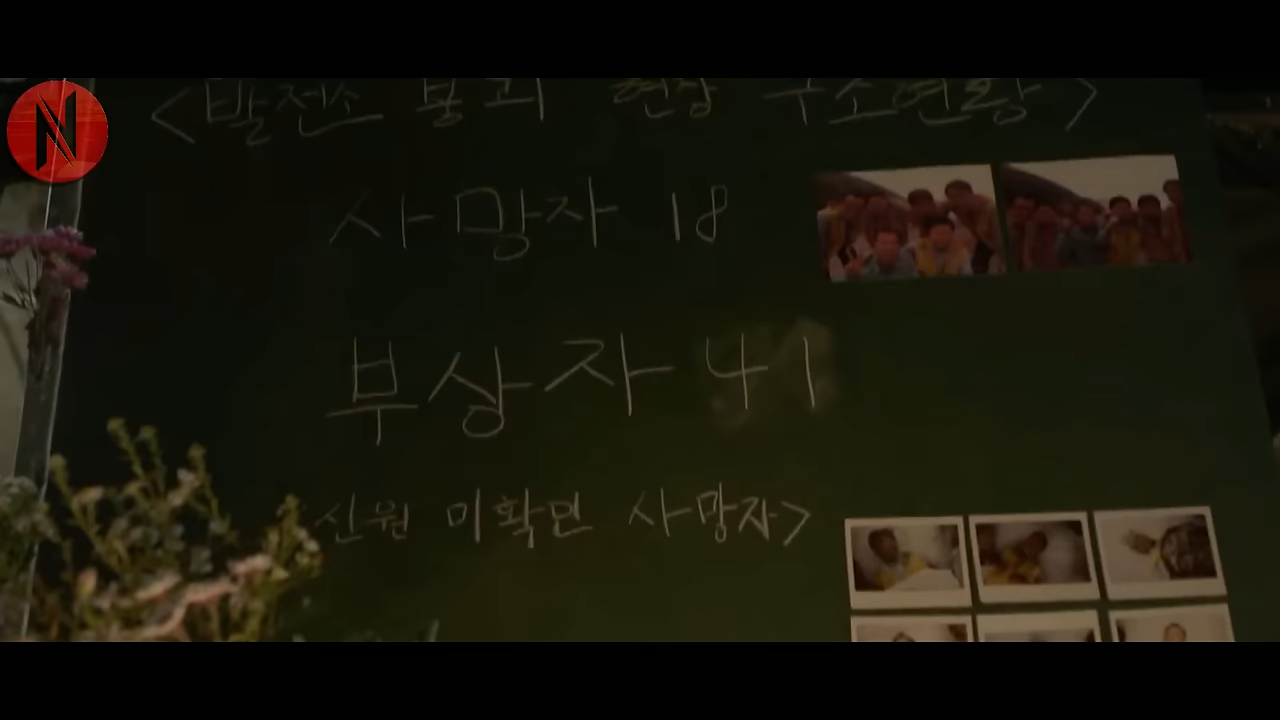 <발전소 붕괴 현장 구조현황>
사망자 18
부상자 41
신원 미확인 사망자>